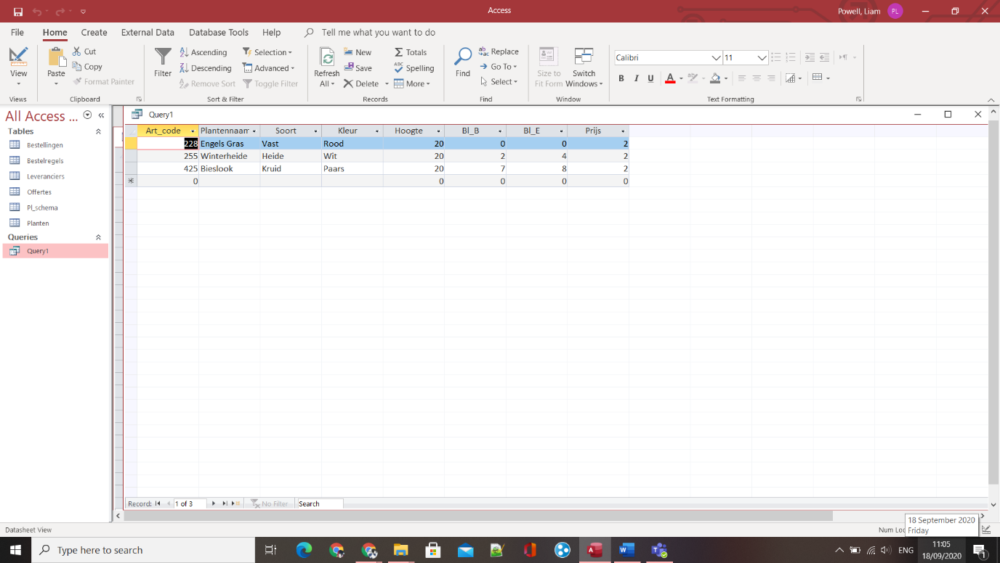 Access
Powell, Liam PL
File Home Create External Data Database Tools Help Tell me what you want to do
View
Views
Paste
Cut
Copy
Format Painter
Clipboard
Filter
Ascending
Descending
Remove Sort
Selection
Advanced
Toggle Filter
Sort & Filter
Refresh All
New
Save
Delete
Totals
Spelling
More
Records
Find
Replace
Go To
Select
Find
Size to Fit Form
Switch Windows
Window
Calibri 11
B I U A
Text Formatting
All Access ...
Tables
Bestellingen
Bestelregels
Leveranciers
Offertes
Pl_schema
Planten
Queries
Query1
Query1
Art_code Plantennaam Soort Kleur Hoogte Bl_B Bl_E Prijs
228 Engels Gras Vast Rood 20 0 0 2
255 Winterheide Heide Wit 20 2 4 2
425 Bieslook Kruid Paars 20 7 8 2
0 0 0 0 0
Record: 1 of 3 No Filter Search
Datasheet View
Num Loc
18 September 2020
Friday
Type here to search
ENG
11:05
18/09/2020
1